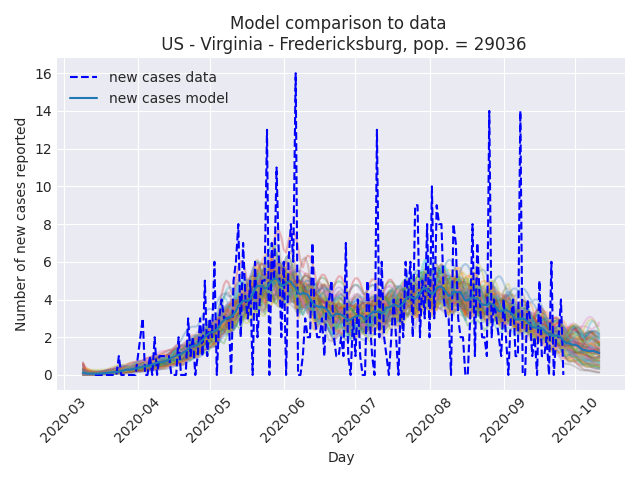 Model comparison to data
US - Virginia - Fredericksburg, pop. = 29036
new cases data
new cases model
Number of new cases reported
16
14
12
10
8
6
4
2
0
2020-03
2020-04
2020-05
2020-06
2020-07
2020-08
2020-09
2020-10
Day